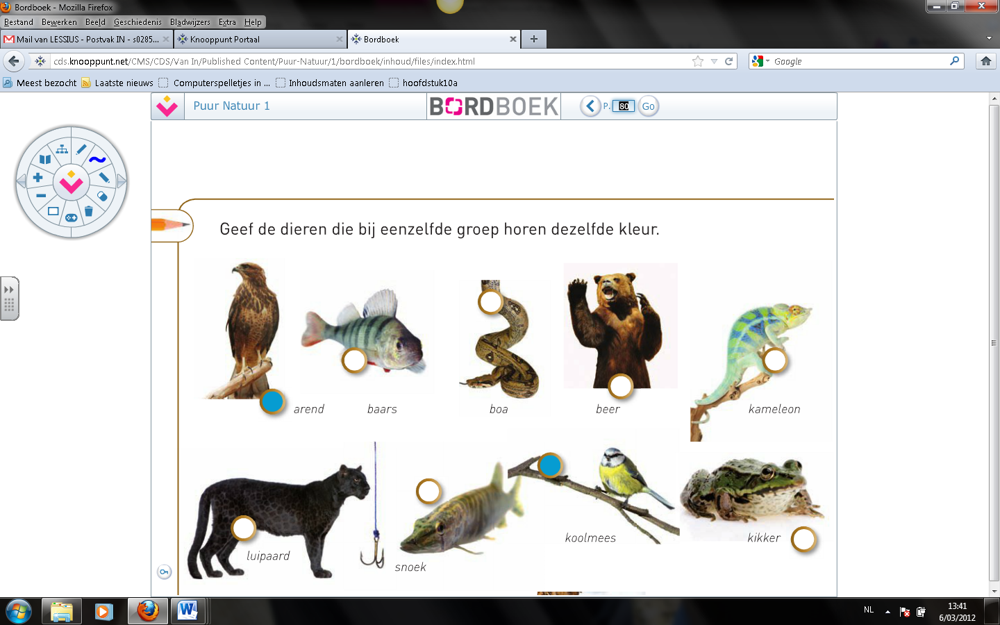 Bordboek - Mozilla Firefox
Bestand Bewerken Beeld Geschiedenis Bladwijzers Extra Help
Mail van LESSIUS - Postvak IN - s0285... Knooppunt Portaal Bordboek
cds.knooppunt.net/CMS/CDS/Van In/Published Content/Puur-Natuur/1/bordboek/inhoud/files/index.html Google
Meest bezocht Laatste nieuws Computerspelletjes in ... Inhoudsmaten aanleren hoofdstuk10a
Puur Natuur 1 BORDBOEK P. 80 Go
Geef de dieren die bij eenzelfde groep horen dezelfde kleur.
arend baars boa beer kameleon
luipaard snoek koolmees kikker
NL 13:41
6/03/2012